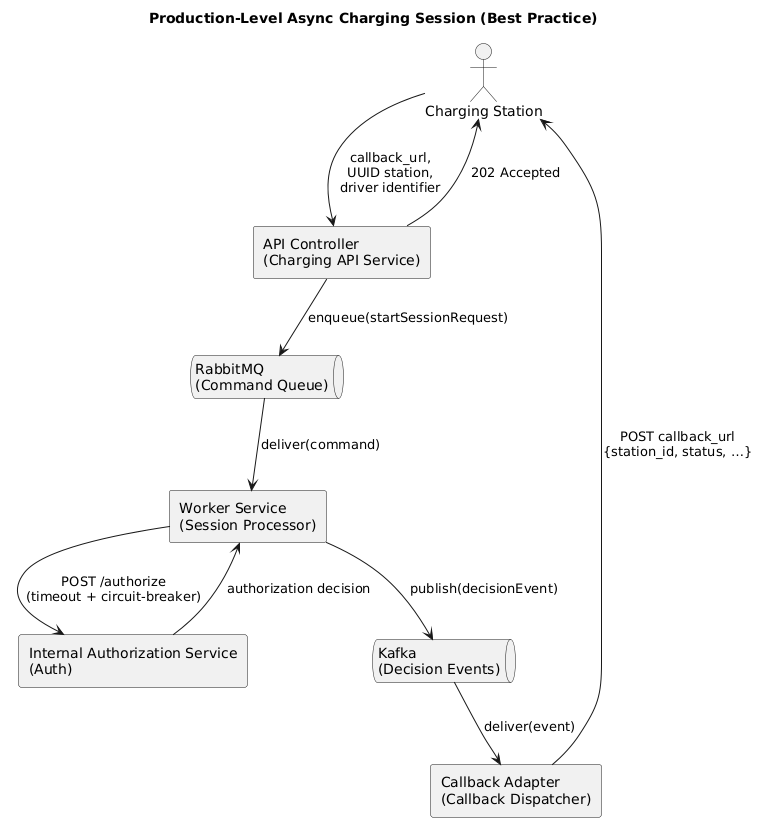 Production-Level Async Charging Session (Best Practice)
Charging Station
callback_url,
UUID station,
driver identifier
202 Accepted
API Controller
(Charging API Service)
enqueue(startSessionRequest)
RabbitMQ
(Command Queue)
deliver(command)
POST callback_url
{station_id, status, ...}
Worker Service
(Session Processor)
POST /authorize
(timeout + circuit-breaker)
authorization decision
publish(decisionEvent)
Internal Authorization Service
(Auth)
Kafka
(Decision Events)
deliver(event)
Callback Adapter
(Callback Dispatcher)